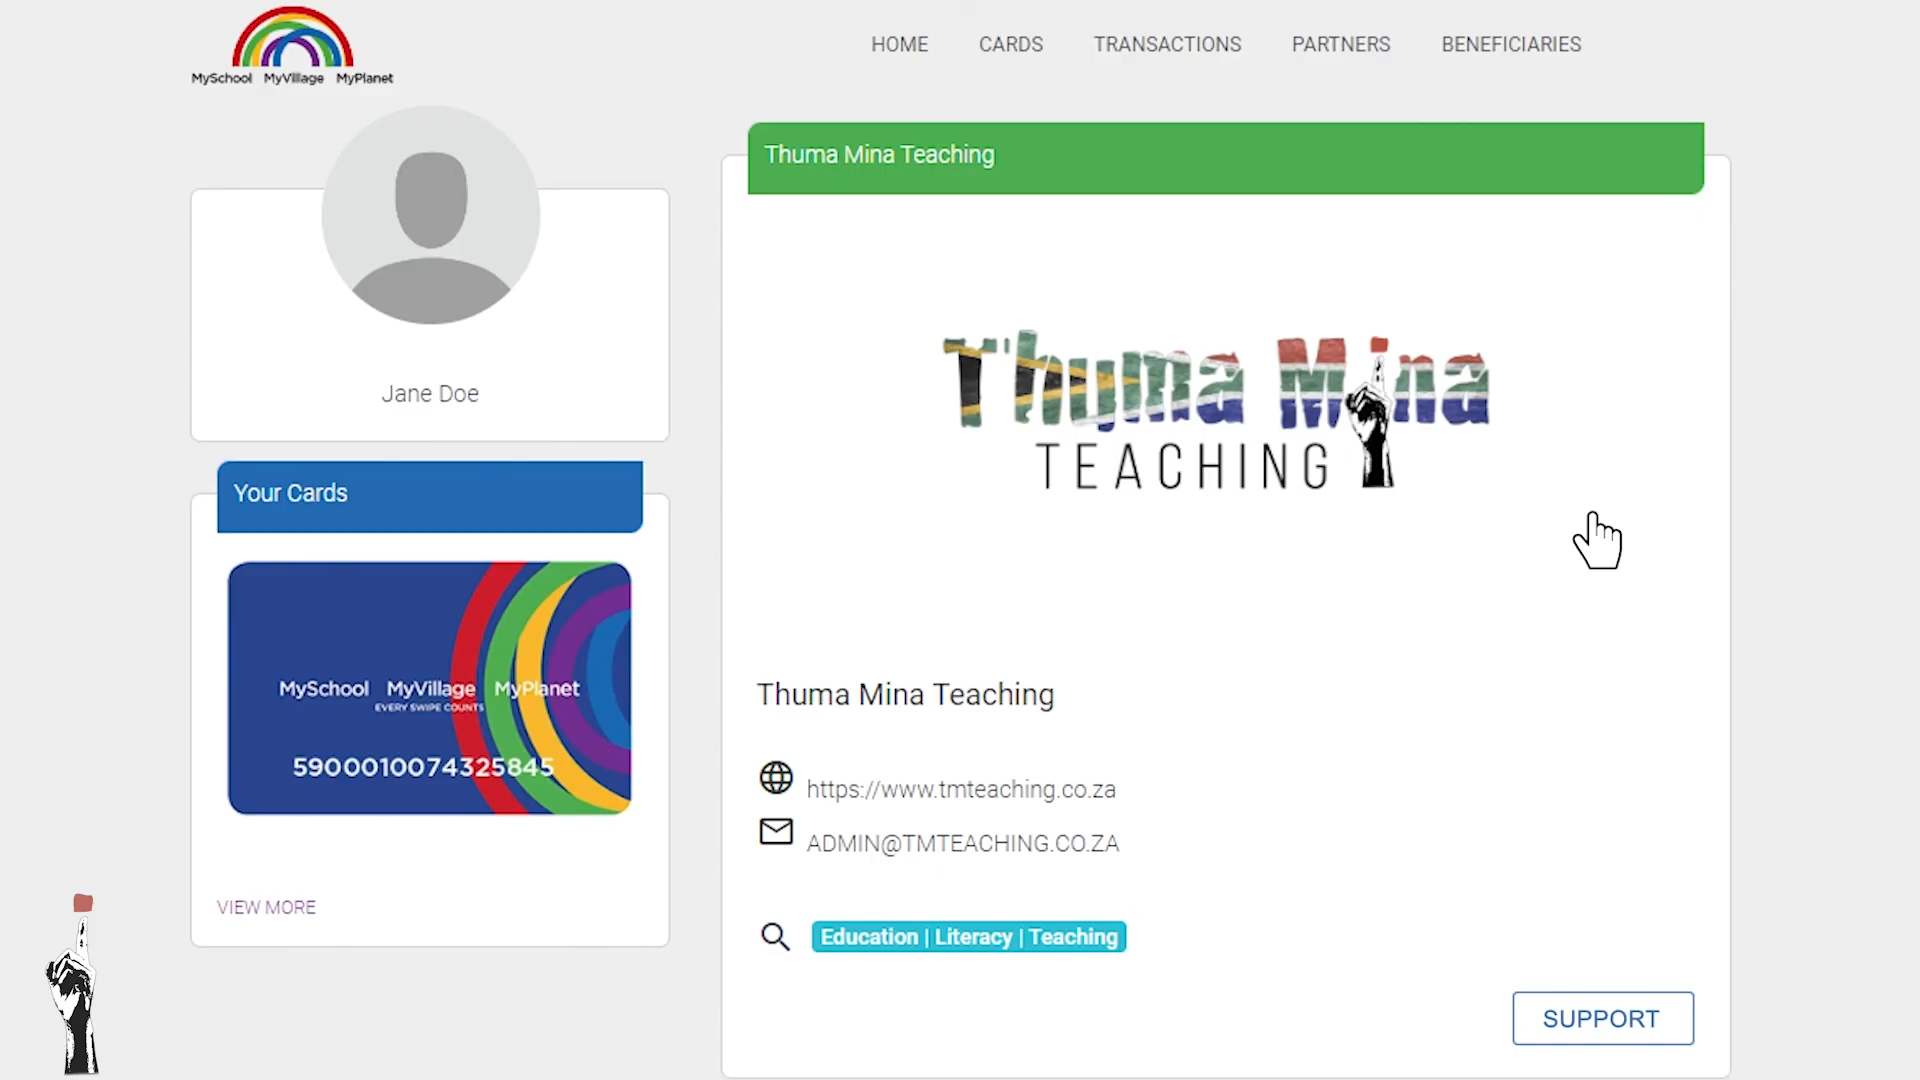 MySchool MyVillage MyPlanet
HOME CARDS TRANSACTIONS PARTNERS BENEFICIARIES
Jane Doe
Your Cards
MySchool MyVillage MyPlanet
EVERY SWIPE COUNTS
5900010074325845
VIEW MORE
Thuma Mina Teaching
Thuma Mina
TEACHING
Thuma Mina Teaching
https://www.tmteaching.co.za
ADMIN@TMTEACHING.CO.ZA
Education | Literacy | Teaching
SUPPORT